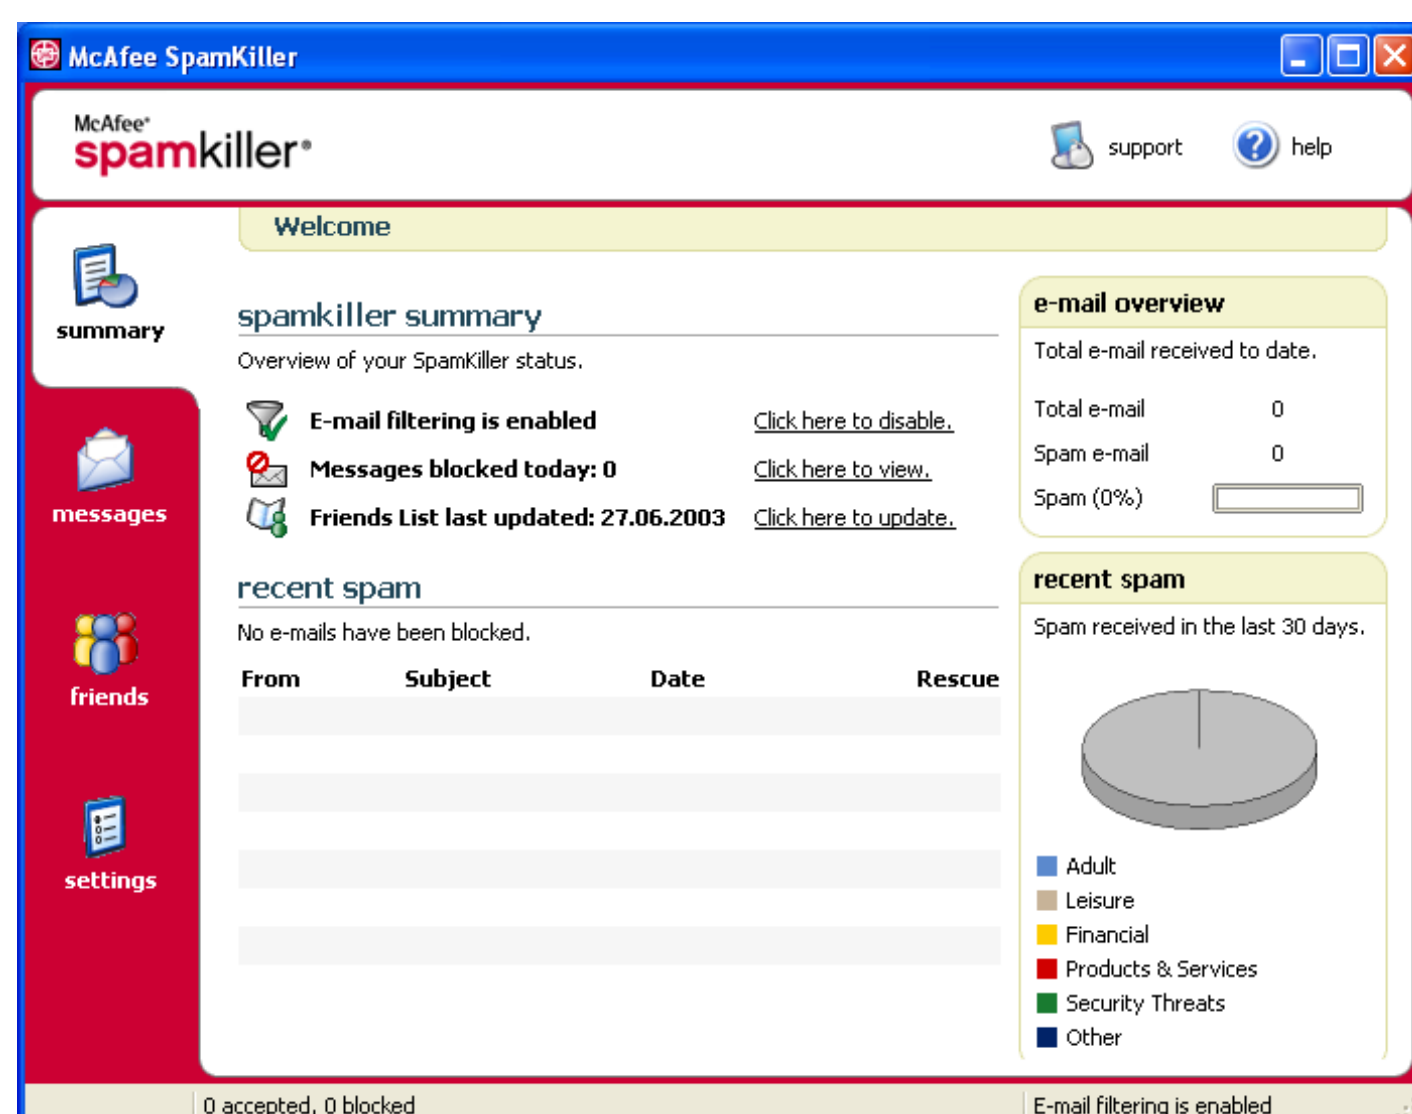 McAfee SpamKiller
McAfee®
spamkiller®
support
help
Welcome
summary
messages
friends
settings
spamkiller summary
Overview of your SpamKiller status.
E-mail filtering is enabled Click here to disable.
Messages blocked today: 0 Click here to view.
Friends List last updated: 27.06.2003 Click here to update.
recent spam
No e-mails have been blocked.
From Subject Date Rescue
e-mail overview
Total e-mail received to date.
Total e-mail 0
Spam e-mail 0
Spam (0%)
recent spam
Spam received in the last 30 days.
Adult
Leisure
Financial
Products & Services
Security Threats
Other
0 accepted, 0 blocked
E-mail filtering is enabled